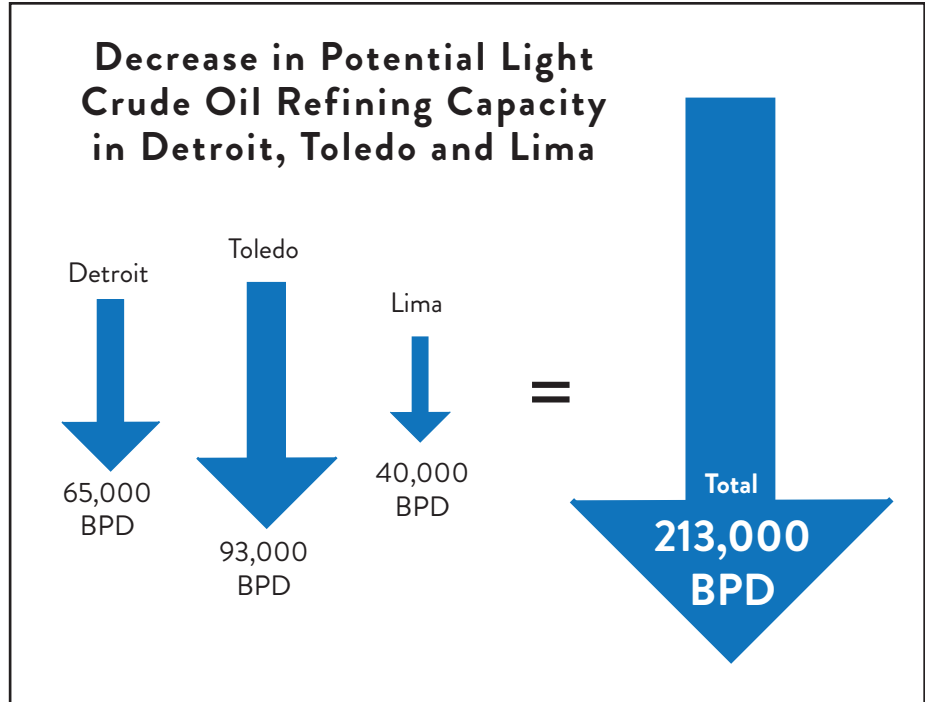 Decrease in Potential Light
Crude Oil Refining Capacity
in Detroit, Toledo and Lima
Detroit
65,000
BPD
Toledo
93,000
BPD
Lima
40,000
BPD
=
Total
213,000
BPD